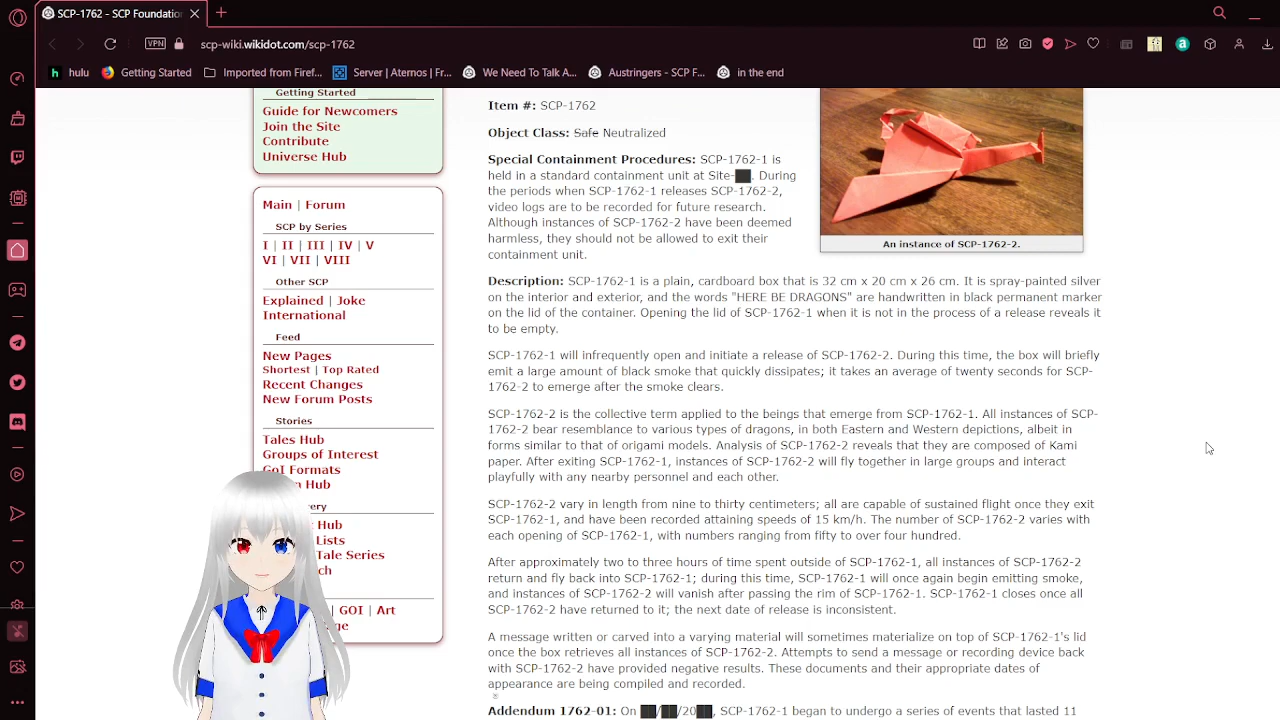 SCP-1762 - SCP Foundation
VPN
scp-wiki.wikidot.com/scp-1762
hulu
Getting Started
Imported from Firef...
Server | Aternos | Fr...
We Need To Talk A...
Austringers - SCP F...
in the end
Getting Started
Guide for Newcomers
Join the Site
Contribute
Universe Hub
Main | Forum
SCP by Series
I | II | III | IV | V
VI | VII | VIII
Other SCP
Explained | Joke
International
Feed
New Pages
Shortest | Top Rated
Recent Changes
New Forum Posts
Stories
Tales Hub
Groups of Interest
GoI Formats
Hub
Hub
Lists
Tale Series
| GOI | Art
Item #: SCP-1762
Object Class: Safe Neutralized
Special Containment Procedures: SCP-1762-1 is
held in a standard containment unit at Site-██. During
the periods when SCP-1762-1 releases SCP-1762-2,
video logs are to be recorded for future research.
Although instances of SCP-1762-2 have been deemed
harmless, they should not be allowed to exit their
containment unit.
An instance of SCP-1762-2.
Description: SCP-1762-1 is a plain, cardboard box that is 32 cm x 20 cm x 26 cm. It is spray-painted silver
on the interior and exterior, and the words "HERE BE DRAGONS" are handwritten in black permanent marker
on the lid of the container. Opening the lid of SCP-1762-1 when it is not in the process of a release reveals it
to be empty.
SCP-1762-1 will infrequently open and initiate a release of SCP-1762-2. During this time, the box will briefly
emit a large amount of black smoke that quickly dissipates; it takes an average of twenty seconds for SCP-
1762-2 to emerge after the smoke clears.
SCP-1762-2 is the collective term applied to the beings that emerge from SCP-1762-1. All instances of SCP-
1762-2 bear resemblance to various types of dragons, in both Eastern and Western depictions, albeit in
forms similar to that of origami models. Analysis of SCP-1762-2 reveals that they are composed of Kami
paper. After exiting SCP-1762-1, instances of SCP-1762-2 will fly together in large groups and interact
playfully with any nearby personnel and each other.
SCP-1762-2 vary in length from nine to thirty centimeters; all are capable of sustained flight once they exit
SCP-1762-1, and have been recorded attaining speeds of 15 km/h. The number of SCP-1762-2 varies with
each opening of SCP-1762-1, with numbers ranging from fifty to over four hundred.
After approximately two to three hours of time spent outside of SCP-1762-1, all instances of SCP-1762-2
return and fly back into SCP-1762-1; during this time, SCP-1762-1 will once again begin emitting smoke,
and instances of SCP-1762-2 will vanish after passing the rim of SCP-1762-1. SCP-1762-1 closes once all
SCP-1762-2 have returned to it; the next date of release is inconsistent.
A message written or carved into a varying material will sometimes materialize on top of SCP-1762-1's lid
once the box retrieves all instances of SCP-1762-2. Attempts to send a message or recording device back
with SCP-1762-2 have provided negative results. These documents and their appropriate dates of
appearance are being compiled and recorded.
Addendum 1762-01: On ██/██/20██, SCP-1762-1 began to undergo a series of events that lasted 11